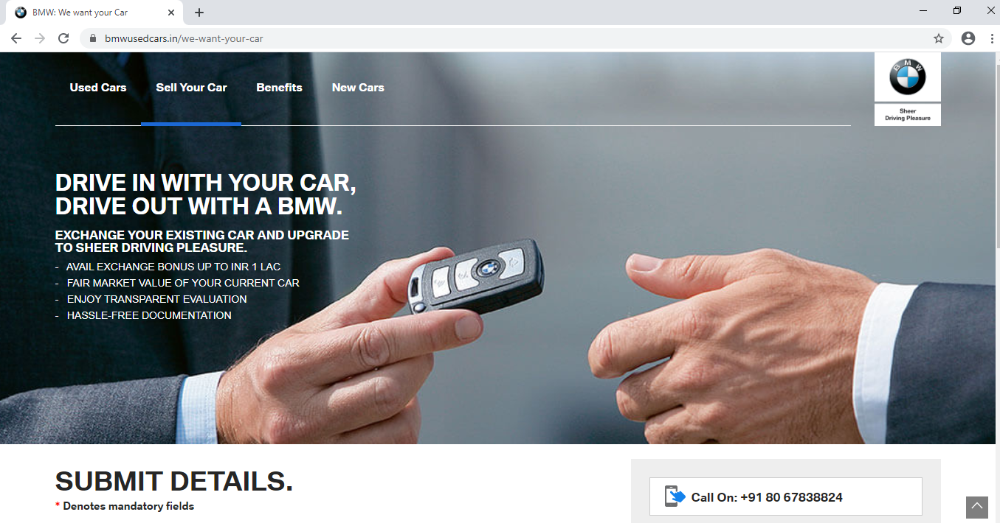 BMW: We want your Car
bmwusedcars.in/we-want-your-car
Used Cars
Sell Your Car
Benefits
New Cars
BMW
Sheer
Driving Pleasure
DRIVE IN WITH YOUR CAR,
DRIVE OUT WITH A BMW.
EXCHANGE YOUR EXISTING CAR AND UPGRADE
TO SHEER DRIVING PLEASURE.
- AVAIL EXCHANGE BONUS UP TO INR 1 LAC
- FAIR MARKET VALUE OF YOUR CURRENT CAR
- ENJOY TRANSPARENT EVALUATION
- HASSLE-FREE DOCUMENTATION
SUBMIT DETAILS.
* Denotes mandatory fields
Call On: +91 80 67838824